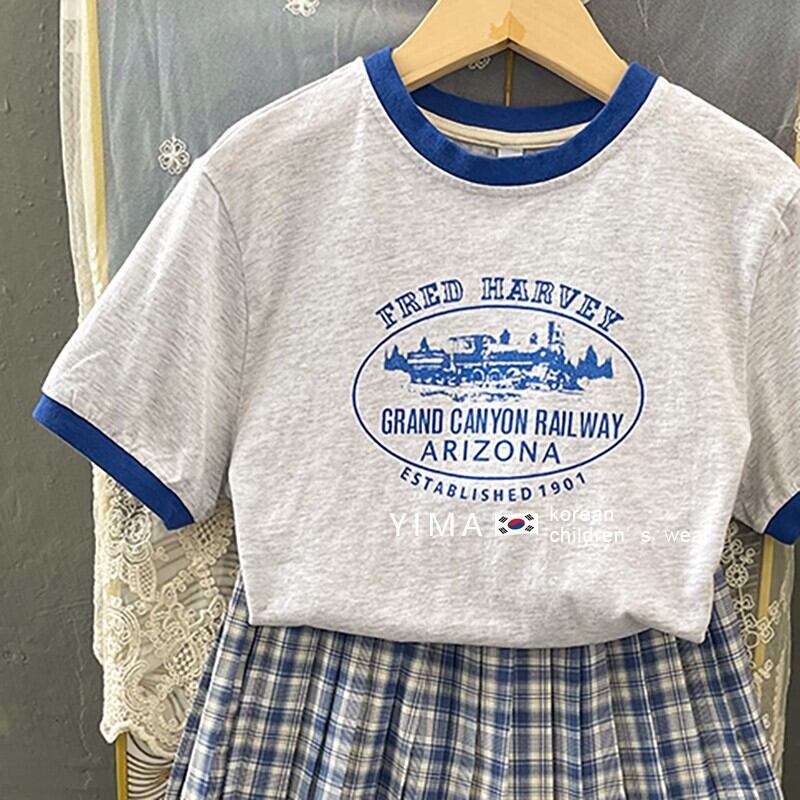 FRED HARVEY
GRAND CANYON RAILWAY
ARIZONA
ESTABLISHED 1901
YIMA
korean
children's wear